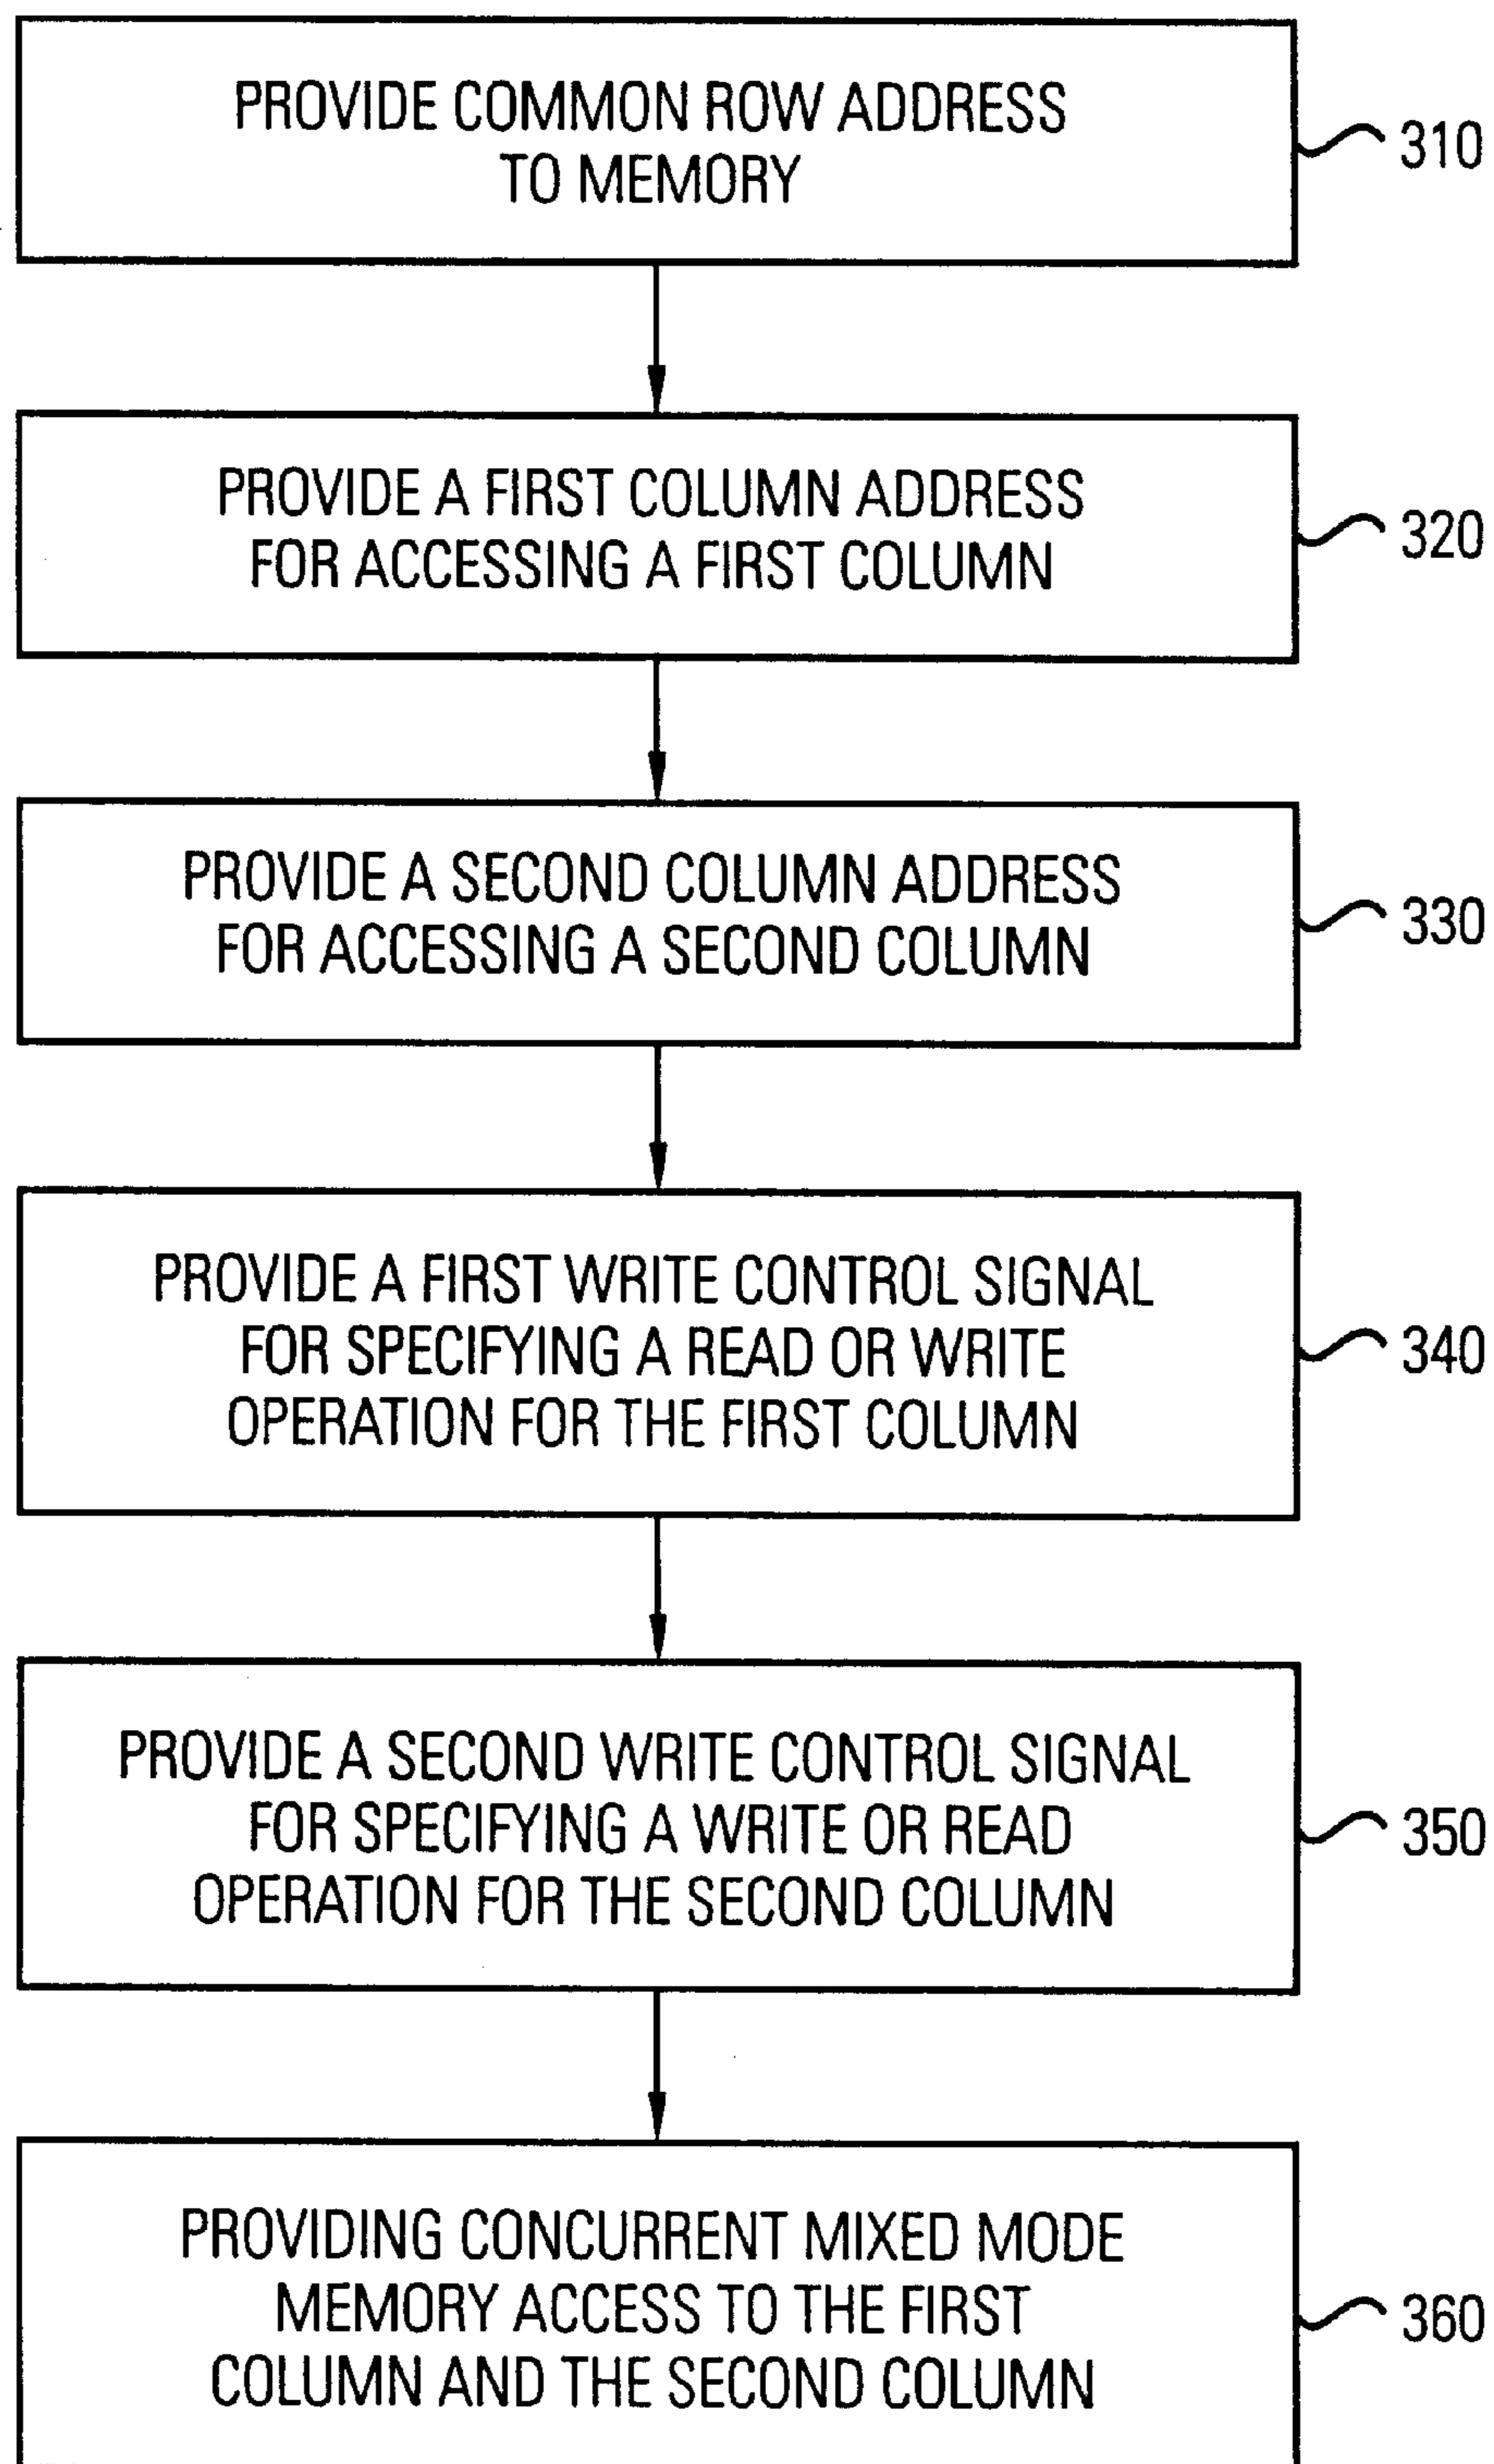 PROVIDE COMMON ROW ADDRESS
TO MEMORY
310
PROVIDE A FIRST COLUMN ADDRESS
FOR ACCESSING A FIRST COLUMN
320
PROVIDE A SECOND COLUMN ADDRESS
FOR ACCESSING A SECOND COLUMN
330
PROVIDE A FIRST WRITE CONTROL SIGNAL
FOR SPECIFYING A READ OR WRITE
OPERATION FOR THE FIRST COLUMN
340
PROVIDE A SECOND WRITE CONTROL SIGNAL
FOR SPECIFYING A WRITE OR READ
OPERATION FOR THE SECOND COLUMN
350
PROVIDING CONCURRENT MIXED MODE
MEMORY ACCESS TO THE FIRST
COLUMN AND THE SECOND COLUMN
360